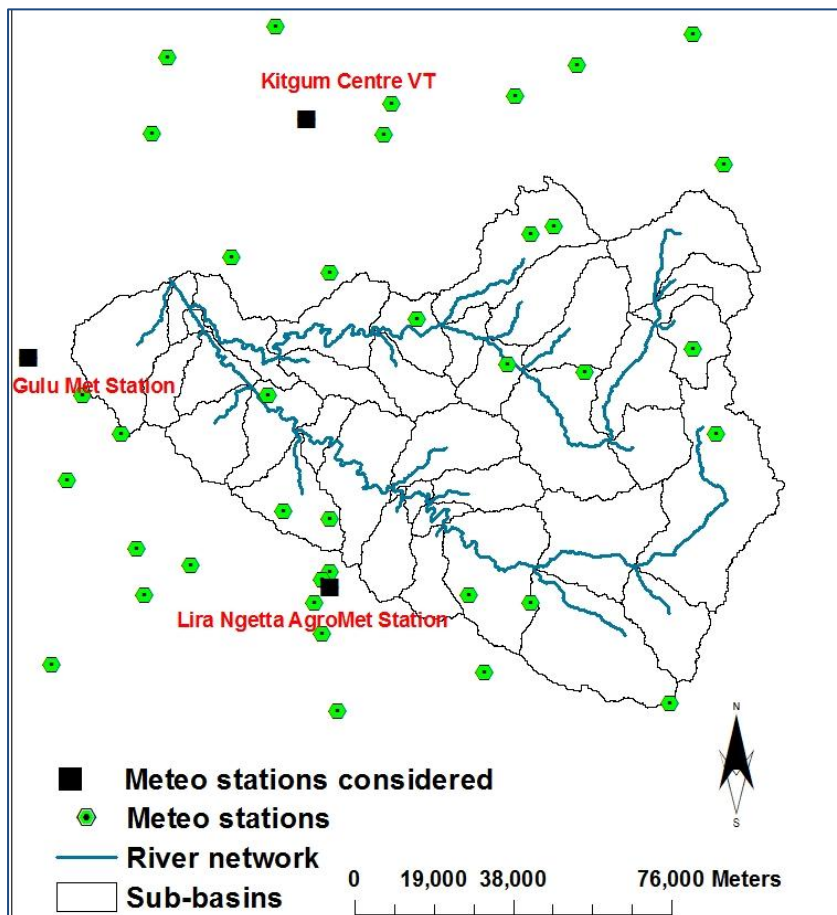 Kitgum Centre VT
Gulu Met Station
Lira Ngetta AgroMet Station
N
S
Meteo stations considered
Meteo stations
River network
Sub-basins
0 19,000 38,000 76,000 Meters